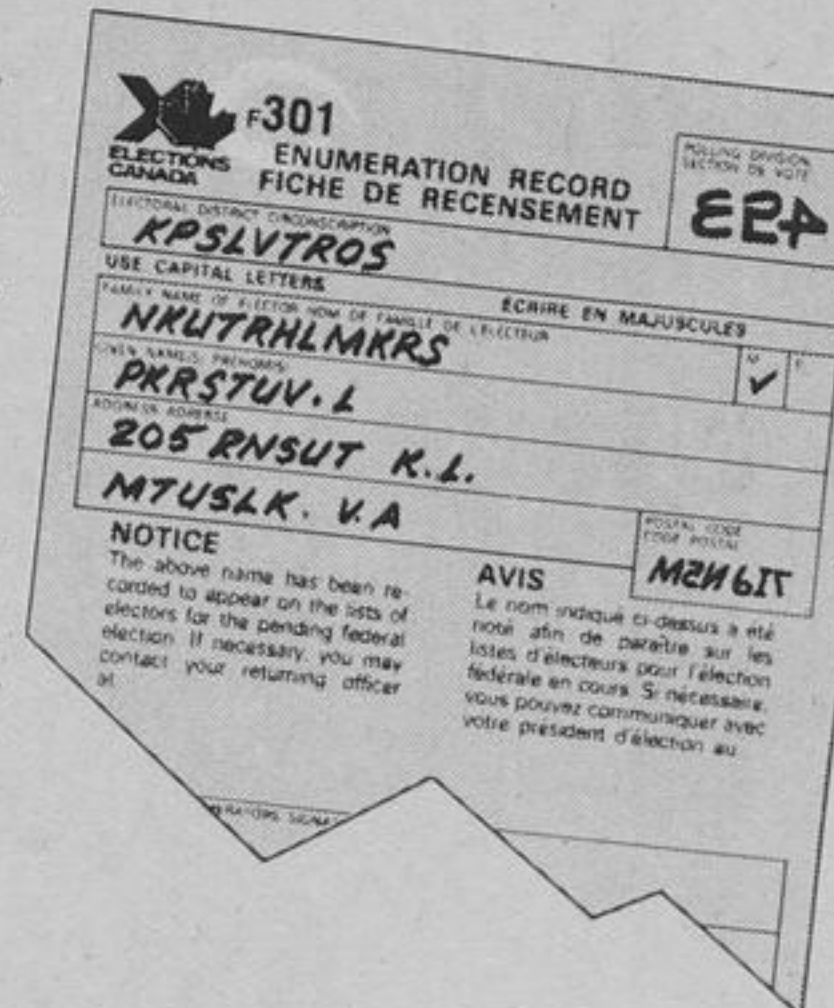 ELECTIONS
CANADA
F301
ENUMERATION RECORD
FICHE DE RECENSEMENT
POLLING DIVISION
SECTION DE VOTE
ELECTORAL DISTRICT CIRCONSCRIPTION
KPSLVTROS
USE CAPITAL LETTERS ÉCRIRE EN MAJUSCULES
FAMILY NAME OF ELECTOR NOM DE FAMILLE DE L'ÉLECTEUR
M F
NKUTRHLMKRS
GIVEN NAME(S) PRÉNOM(S)
PKRSTUV. L
ADDRESS ADRESSE
205 RNSUT K.L.
MTUSLK. V.A
POSTAL CODE
CODE POSTAL
NOTICE
The above name has been re-
corded to appear on the lists of
electors for the pending federal
election. If necessary, you may
contact your returning officer
at
AVIS
Le nom indiqué ci-dessus a été
noté afin de paraître sur les
listes d'électeurs pour l'élection
fédérale en cours. Si nécessaire,
vous pouvez communiquer avec
votre président d'élection au